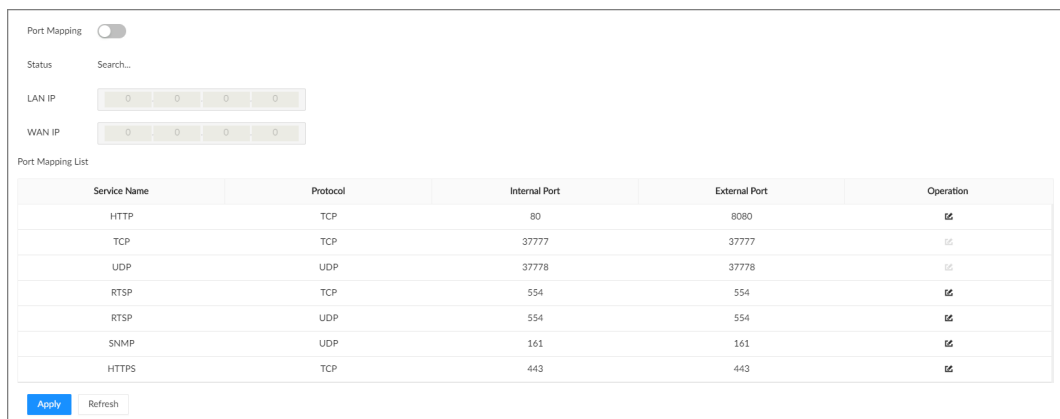 Port Mapping
Status Search...
LAN IP 0 . 0 . 0 . 0
WAN IP 0 . 0 . 0 . 0
Port Mapping List
Service Name Protocol Internal Port External Port Operation
HTTP TCP 80 8080
TCP TCP 37777 37777
UDP UDP 37778 37778
RTSP TCP 554 554
RTSP UDP 554 554
SNMP UDP 161 161
HTTPS TCP 443 443
Apply Refresh